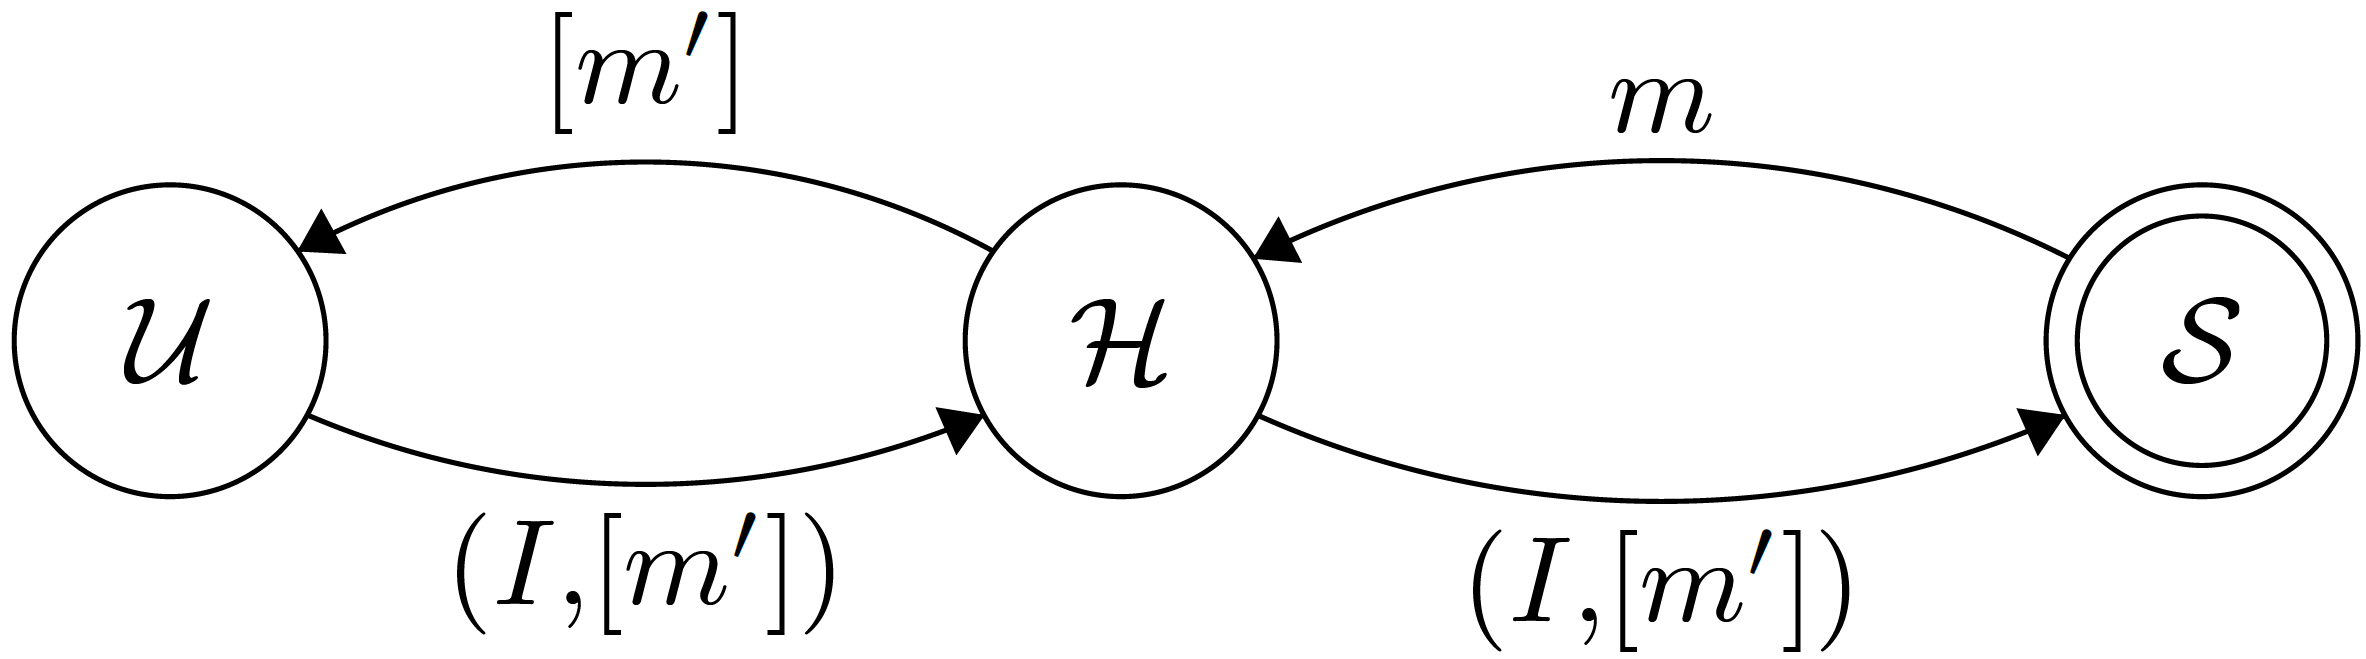 [m′]
m
𝒰
ℋ
𝒮
(I,[m′])
(I,[m′])